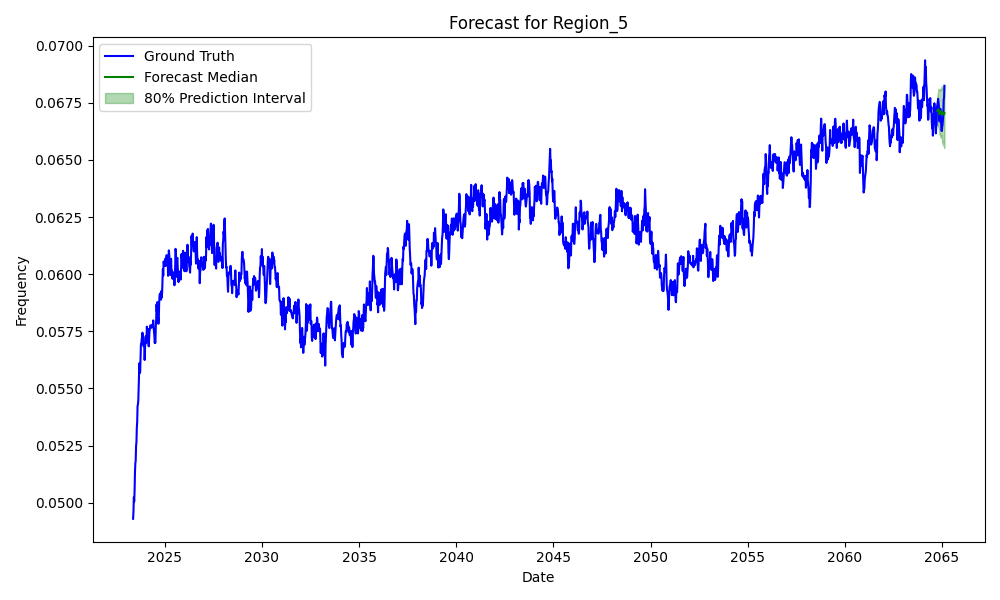 Forecast for Region_5
Ground Truth
Forecast Median
80% Prediction Interval
Frequency
0.0700
0.0675
0.0650
0.0625
0.0600
0.0575
0.0550
0.0525
0.0500
2025 2030 2035 2040 2045 2050 2055 2060 2065
Date